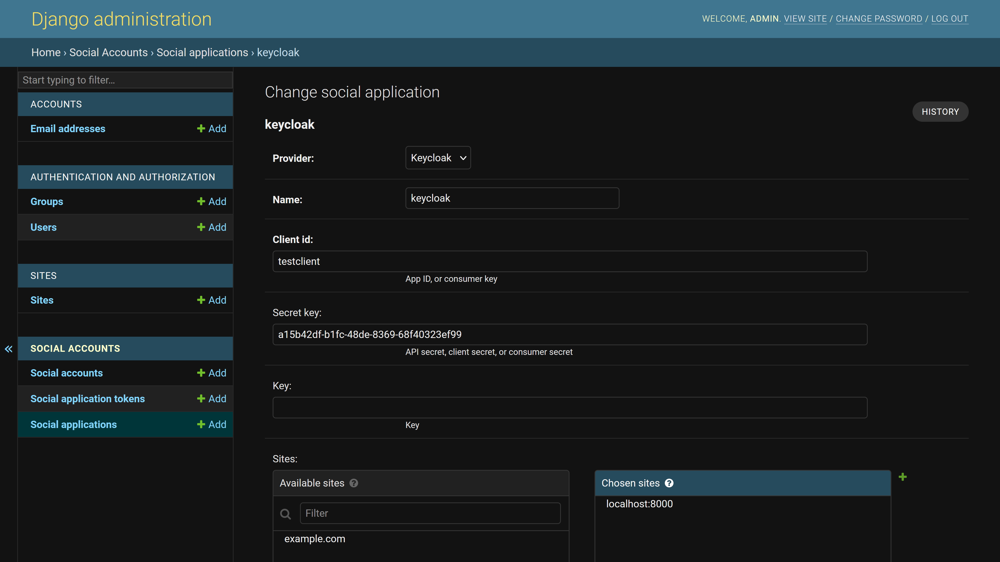 Django administration
WELCOME, ADMIN. VIEW SITE / CHANGE PASSWORD / LOG OUT
Home › Social Accounts › Social applications › keycloak
Start typing to filter...
ACCOUNTS
Email addresses Add
AUTHENTICATION AND AUTHORIZATION
Groups Add
Users Add
SITES
Sites Add
«
SOCIAL ACCOUNTS
Social accounts Add
Social application tokens Add
Social applications Add
Change social application
HISTORY
keycloak
Provider: Keycloak
Name: keycloak
Client id:
testclient
App ID, or consumer key
Secret key:
a15b42df-b1fc-48de-8369-68f40323ef99
API secret, client secret, or consumer secret
Key:
Key
Sites:
Available sites ?
Filter
example.com
Chosen sites ?
localhost:8000